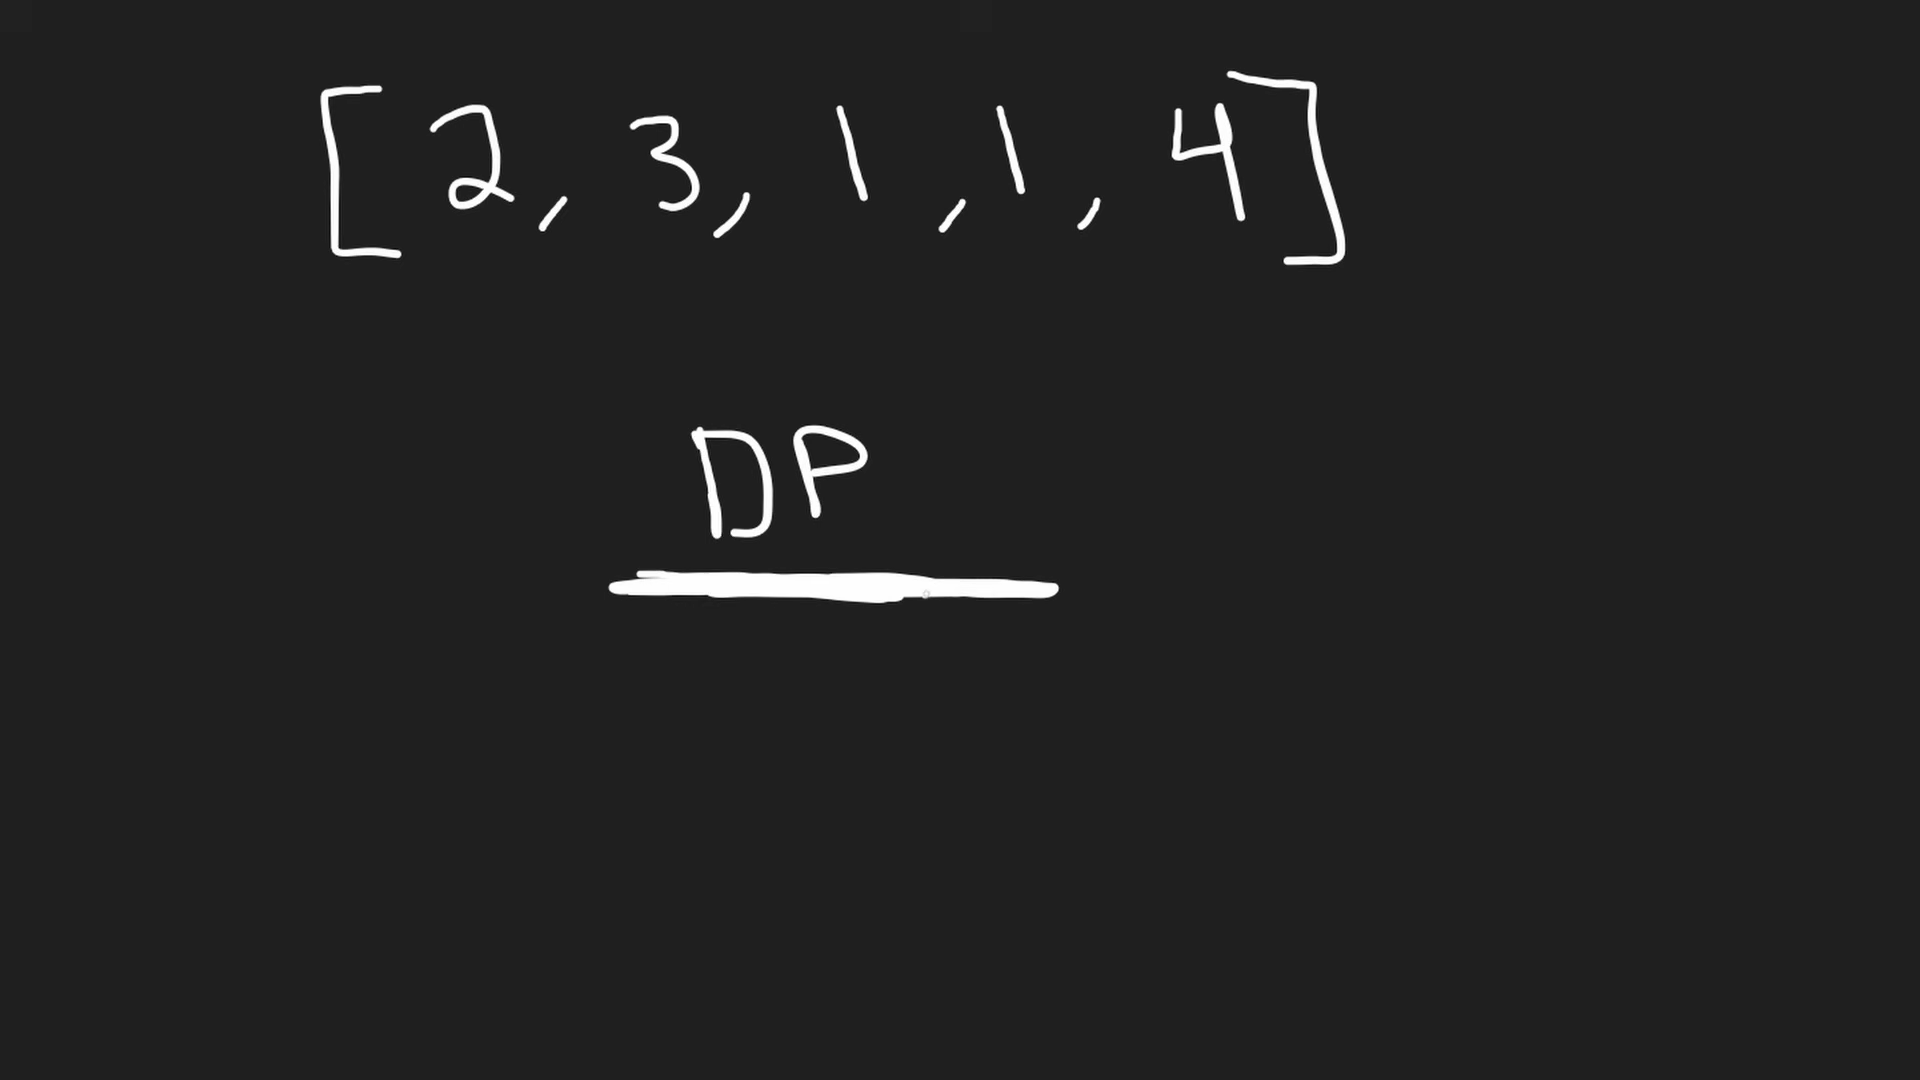 [2, 3, 1, 1, 4]
DP